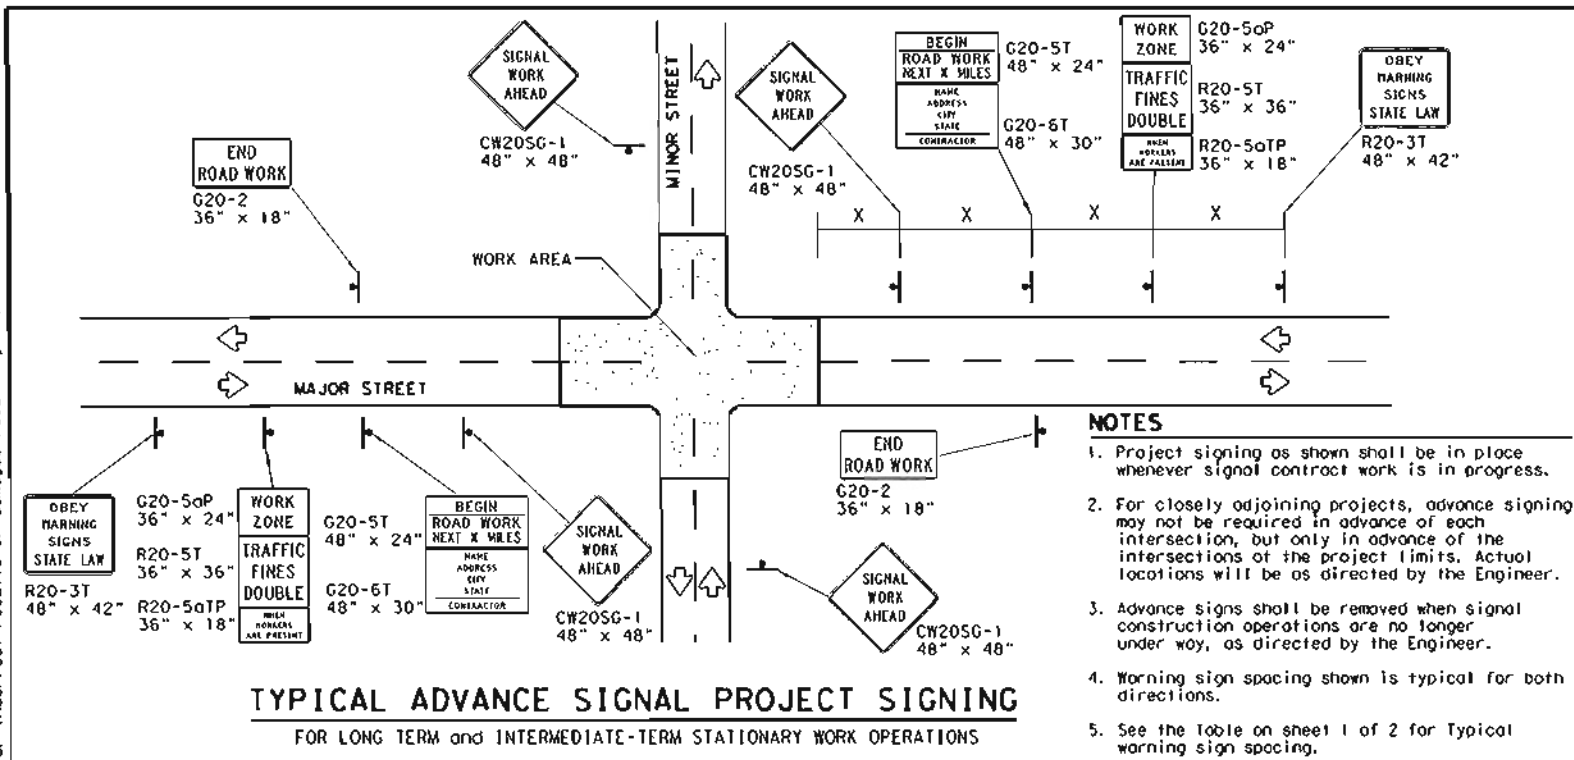 SIGNAL
WORK
AHEAD
CW20SG-1
48" x 48"
MINOR STREET
SIGNAL
WORK
AHEAD
CW20SG-1
48" x 48"
BEGIN
ROAD WORK
NEXT X MILES
NAME
ADDRESS
CITY
STATE
CONTRACTOR
G20-5T
48" x 24"
G20-6T
48" x 30"
WORK
ZONE
TRAFFIC
FINES
DOUBLE
WHEN
WORKERS
ARE PRESENT
G20-5aP
36" x 24"
R20-5T
36" x 36"
R20-5aTP
36" x 18"
OBEY
WARNING
SIGNS
STATE LAW
R20-3T
48" x 42"
END
ROAD WORK
G20-2
36" x 18"
X X X X
WORK AREA
MAJOR STREET
OBEY
WARNING
SIGNS
STATE LAW
R20-3T
48" x 42"
G20-5aP
36" x 24"
R20-5T
36" x 36"
R20-5aTP
36" x 18"
WORK
ZONE
TRAFFIC
FINES
DOUBLE
WHEN
WORKERS
ARE PRESENT
G20-5T
48" x 24"
G20-6T
48" x 30"
BEGIN
ROAD WORK
NEXT X MILES
NAME
ADDRESS
CITY
STATE
CONTRACTOR
SIGNAL
WORK
AHEAD
CW20SG-1
48" x 48"
END
ROAD WORK
G20-2
36" x 18"
SIGNAL
WORK
AHEAD
CW20SG-1
48" x 48"
NOTES
1. Project signing as shown shall be in place
whenever signal contract work is in progress.
2. For closely adjoining projects, advance signing
may not be required in advance of each
intersection, but only in advance of the
intersections at the project limits. Actual
locations will be as directed by the Engineer.
3. Advance signs shall be removed when signal
construction operations are no longer
under way, as directed by the Engineer.
4. Warning sign spacing shown is typical for both
directions.
5. See the Table on sheet 1 of 2 for Typical
warning sign spacing.
TYPICAL ADVANCE SIGNAL PROJECT SIGNING
FOR LONG TERM and INTERMEDIATE-TERM STATIONARY WORK OPERATIONS